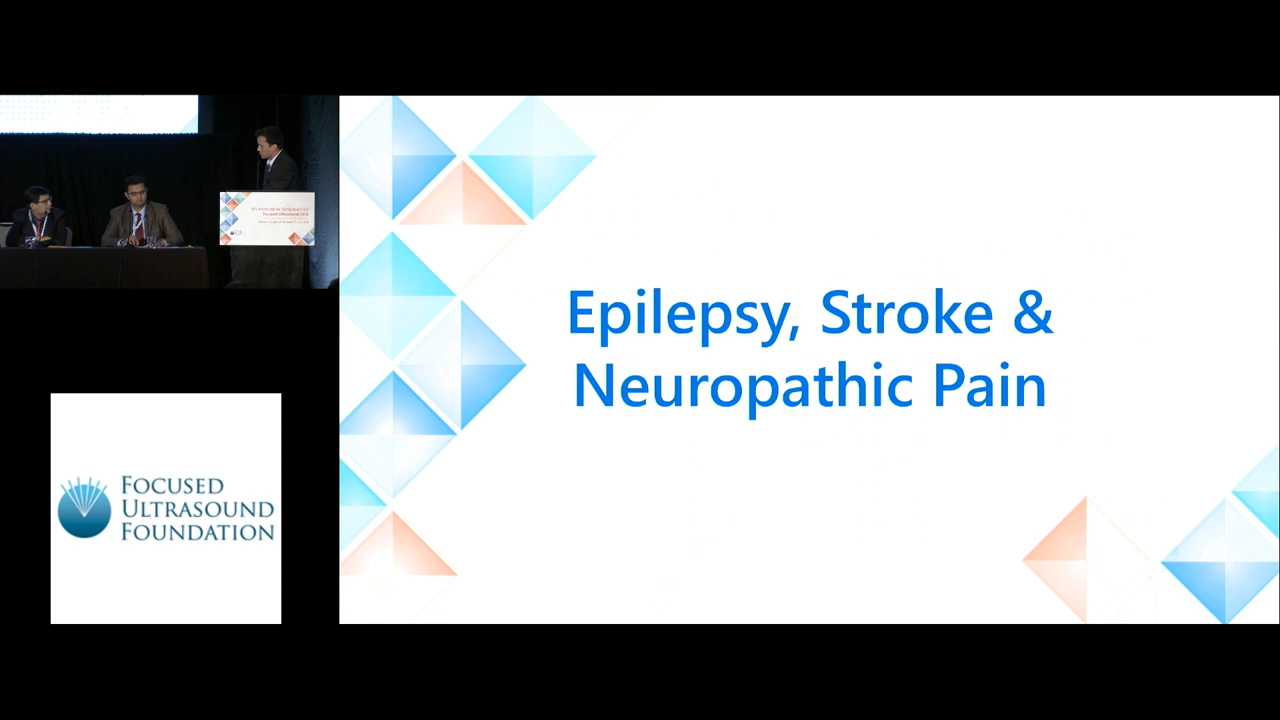 Epilepsy, Stroke &
Neuropathic Pain
FOCUSED
ULTRASOUND
FOUNDATION